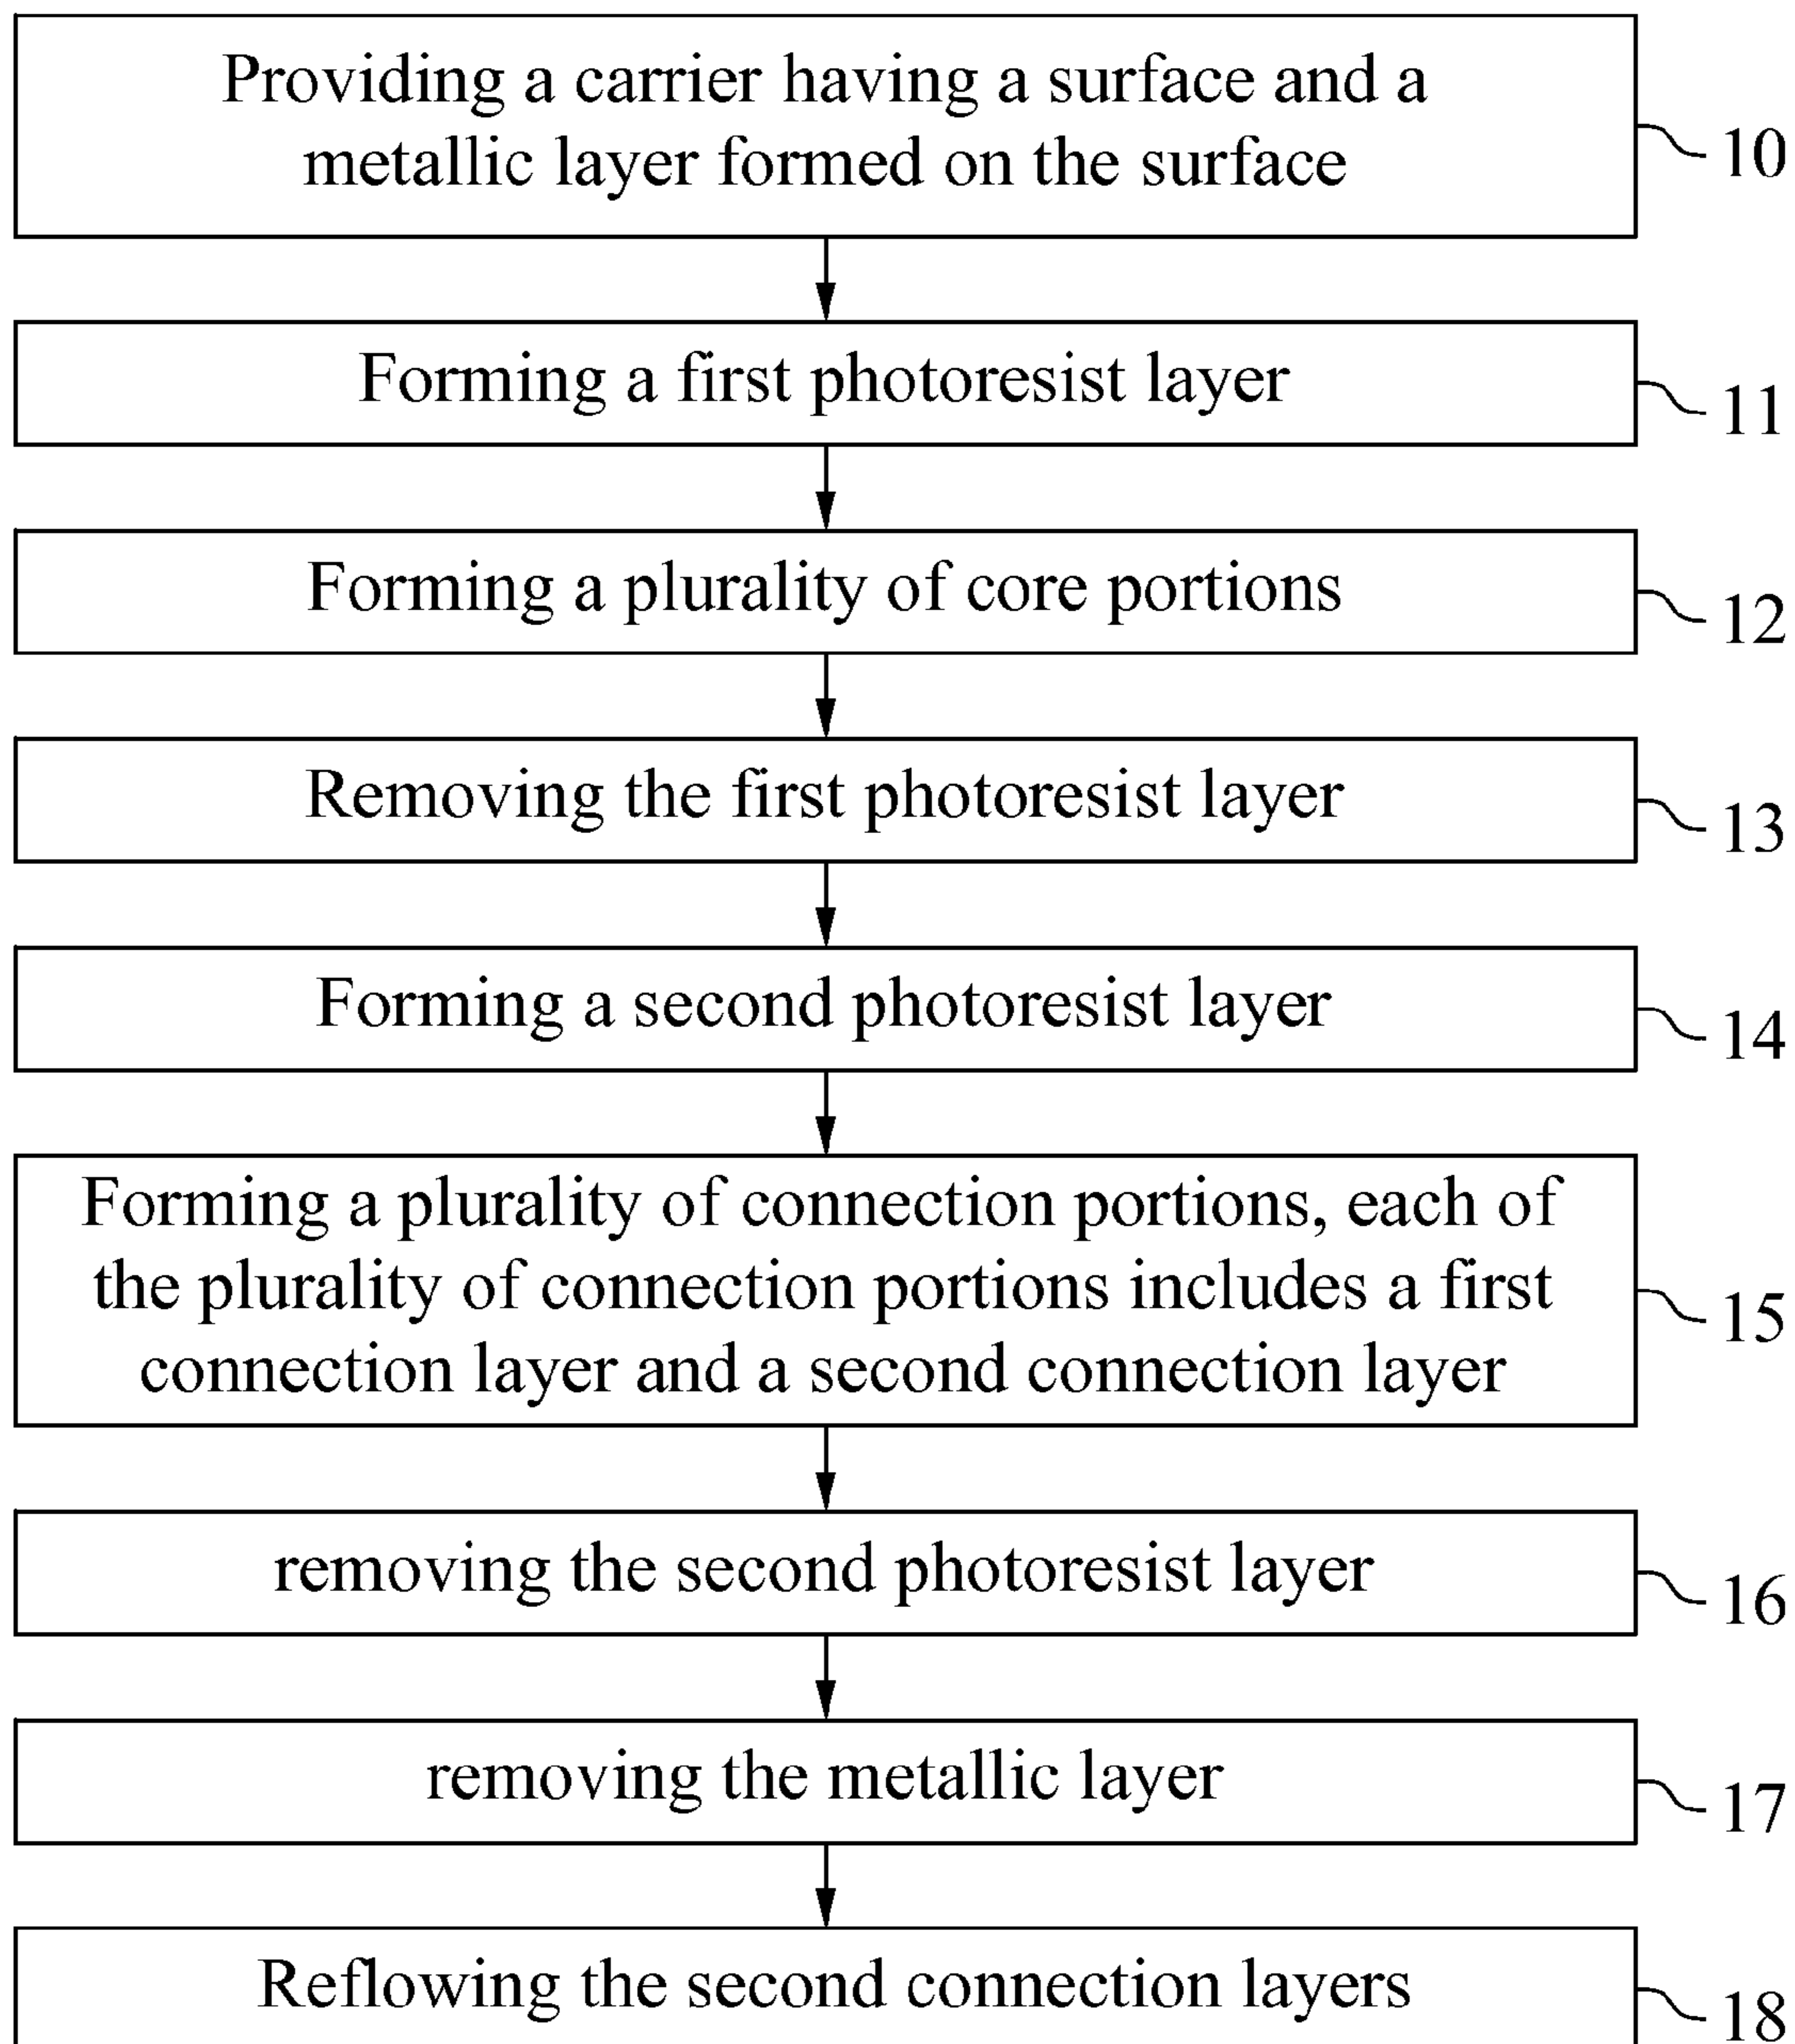 Providing a carrier having a surface and a
metallic layer formed on the surface
10
Forming a first photoresist layer
11
Forming a plurality of core portions
12
Removing the first photoresist layer
13
Forming a second photoresist layer
14
Forming a plurality of connection portions, each of
the plurality of connection portions includes a first
connection layer and a second connection layer
15
removing the second photoresist layer
16
removing the metallic layer
17
Reflowing the second connection layers
18